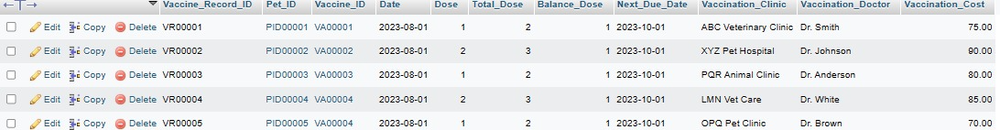 Vaccine_Record_ID Pet_ID Vaccine_ID Date Dose Total_Dose Balance_Dose Next_Due_Date Vaccination_Clinic Vaccination_Doctor Vaccination_Cost
Edit Copy Delete VR00001 PID00001 VA00001 2023-08-01 1 2 1 2023-10-01 ABC Veterinary Clinic Dr. Smith 75.00
Edit Copy Delete VR00002 PID00002 VA00002 2023-08-01 2 3 1 2023-10-01 XYZ Pet Hospital Dr. Johnson 90.00
Edit Copy Delete VR00003 PID00003 VA00003 2023-08-01 1 2 1 2023-10-01 PQR Animal Clinic Dr. Anderson 80.00
Edit Copy Delete VR00004 PID00004 VA00004 2023-08-01 2 3 1 2023-10-01 LMN Vet Care Dr. White 85.00
Edit Copy Delete VR00005 PID00005 VA00004 2023-08-01 1 2 1 2023-10-01 OPQ Pet Clinic Dr. Brown 70.00